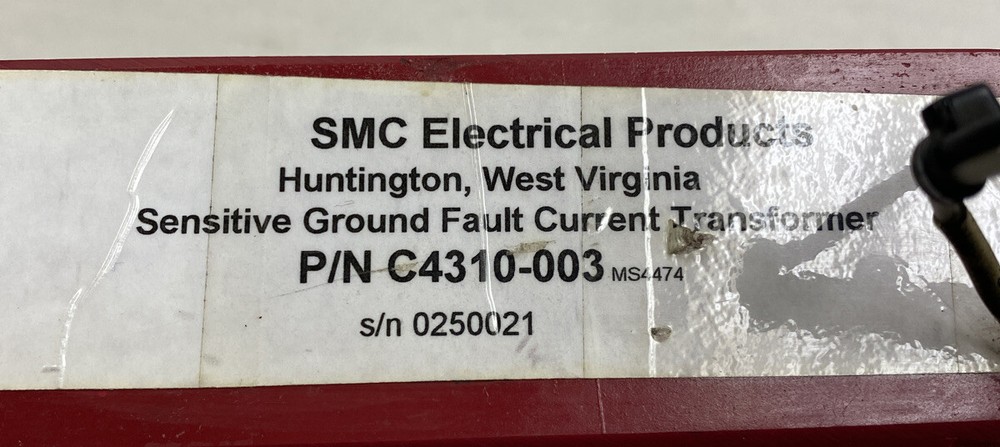 SMC Electrical Products
Huntington, West Virginia
Sensitive Ground Fault Current Transformer
P/N C4310-003 MS4474
s/n 0250021